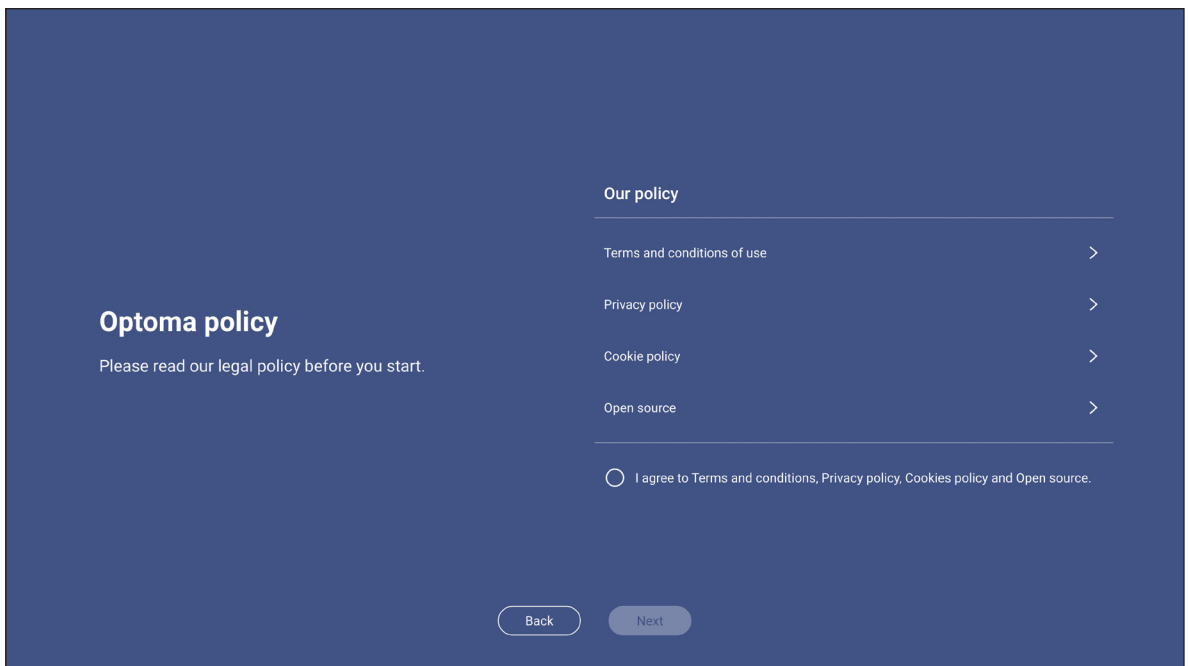 Optoma policy
Please read our legal policy before you start.
Our policy
Terms and conditions of use
Privacy policy
Cookie policy
Open source
I agree to Terms and conditions, Privacy policy, Cookies policy and Open source.
Back
Next